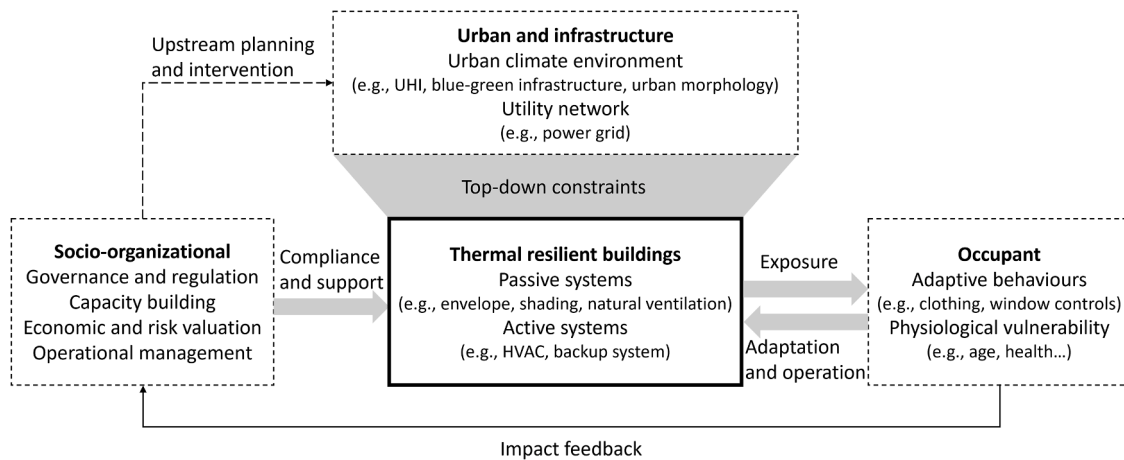 Upstream planning
and intervention
Urban and infrastructure
Urban climate environment
(e.g., UHI, blue-green infrastructure, urban morphology)
Utility network
(e.g., power grid)
Top-down constraints
Socio-organizational
Governance and regulation
Capacity building
Economic and risk valuation
Operational management
Compliance
and support
Thermal resilient buildings
Passive systems
(e.g., envelope, shading, natural ventilation)
Active systems
(e.g., HVAC, backup system)
Exposure
Adaptation
and operation
Occupant
Adaptive behaviours
(e.g., clothing, window controls)
Physiological vulnerability
(e.g., age, health...)
Impact feedback